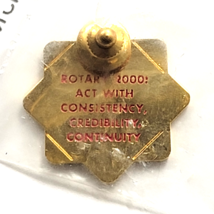 ROTARY 2000:
ACT WITH
CONSISTENCY,
CREDIBILITY,
CONTINUITY